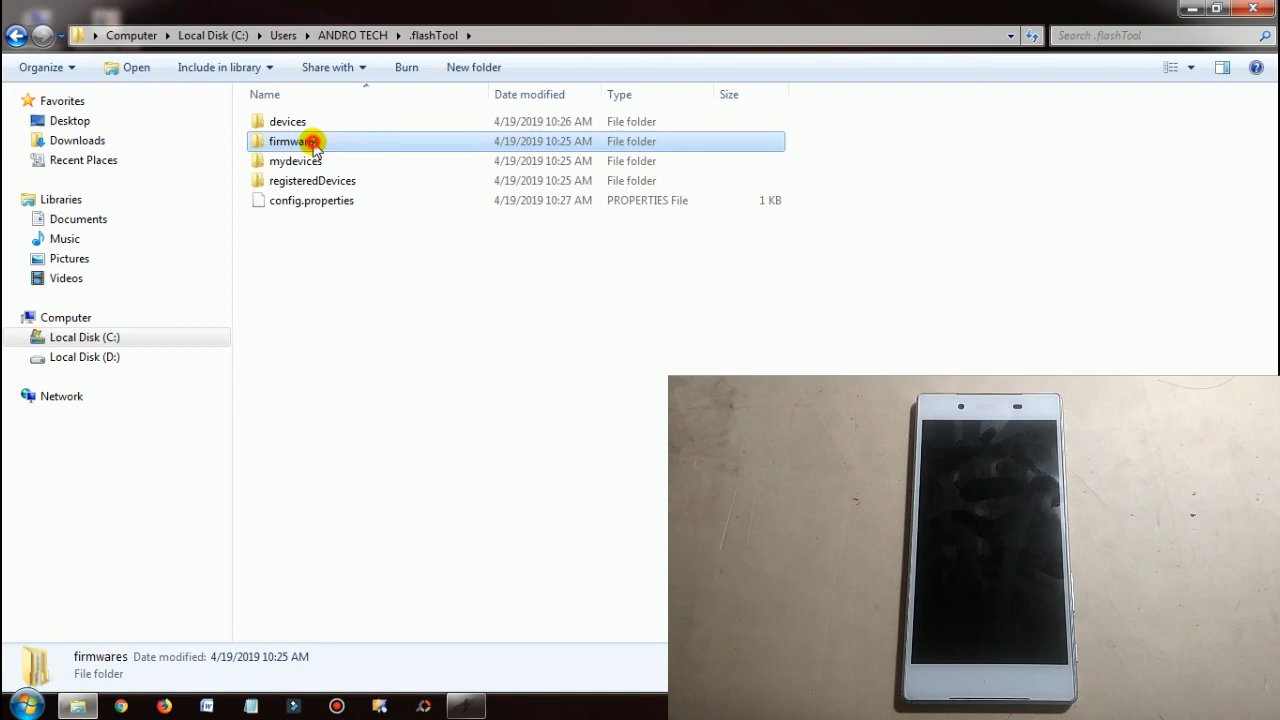 Computer Local Disk (C:) Users ANDRO TECH .flashTool Search .flashTool
Organize Open Include in library Share with Burn New folder
Favorites
Desktop
Downloads
Recent Places
Libraries
Documents
Music
Pictures
Videos
Computer
Local Disk (C:)
Local Disk (D:)
Network
Name Date modified Type Size
devices 4/19/2019 10:26 AM File folder
firmwares 4/19/2019 10:25 AM File folder
mydevices 4/19/2019 10:25 AM File folder
registeredDevices 4/19/2019 10:25 AM File folder
config.properties 4/19/2019 10:27 AM PROPERTIES File 1 KB
firmwares Date modified: 4/19/2019 10:25 AM
File folder